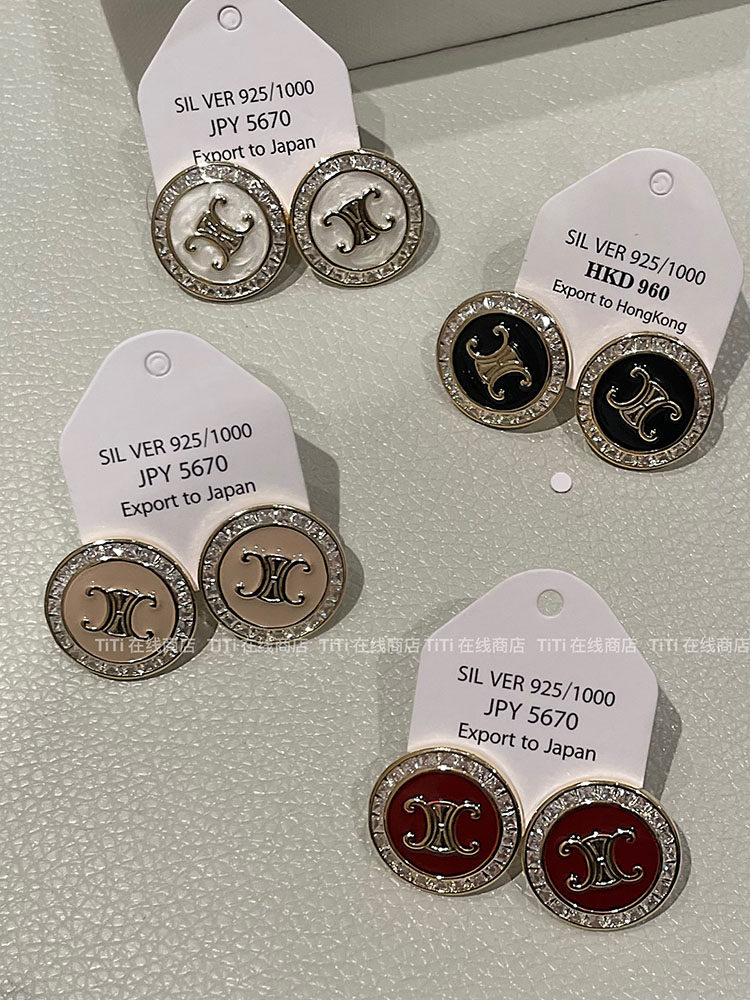 SIL VER 925/1000
JPY 5670
Export to Japan
SIL VER 925/1000
HKD 960
Export to HongKong
SIL VER 925/1000
JPY 5670
Export to Japan
TiTi 在线商店 TiTi 在线商店 TiTi 在线商店 TiTi 在线商店 TiTi 在线商店 TiTi
SIL VER 925/1000
JPY 5670
Export to Japan